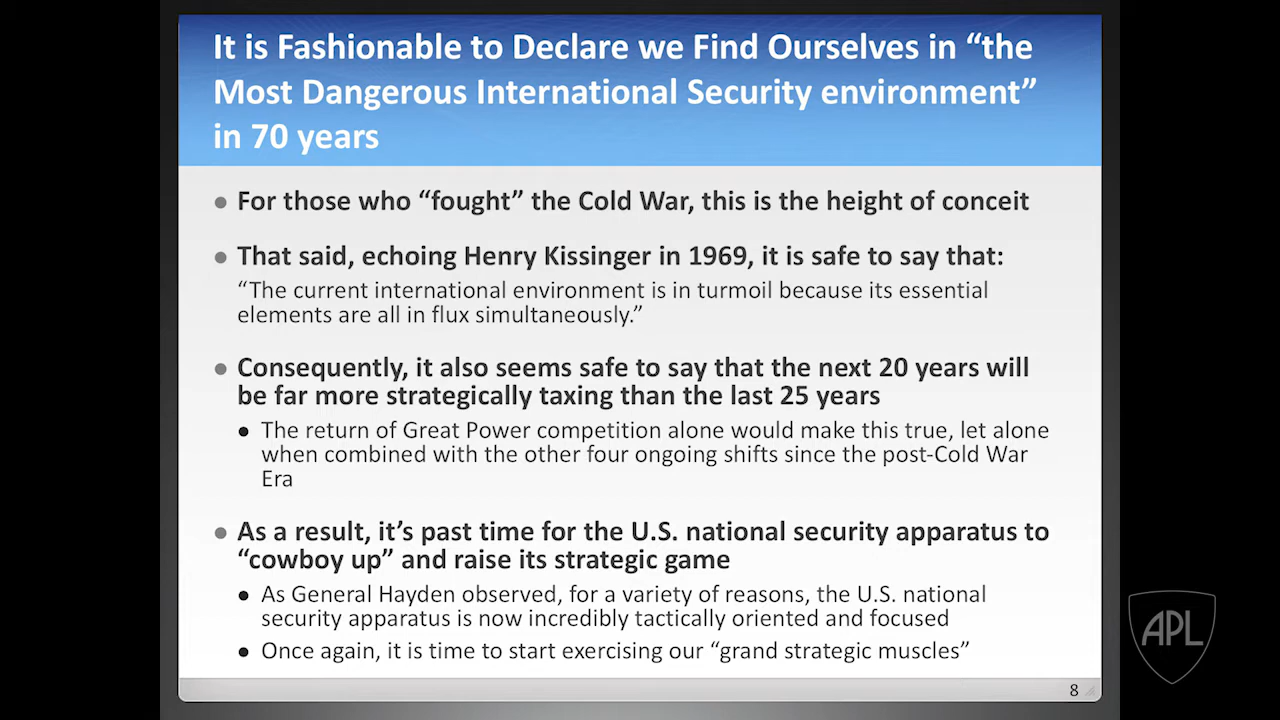 It is Fashionable to Declare we Find Ourselves in “the
Most Dangerous International Security environment”
in 70 years
● For those who “fought” the Cold War, this is the height of conceit
● That said, echoing Henry Kissinger in 1969, it is safe to say that:
“The current international environment is in turmoil because its essential
elements are all in flux simultaneously.”
● Consequently, it also seems safe to say that the next 20 years will
be far more strategically taxing than the last 25 years
● The return of Great Power competition alone would make this true, let alone
when combined with the other four ongoing shifts since the post-Cold War
Era
● As a result, it’s past time for the U.S. national security apparatus to
“cowboy up” and raise its strategic game
● As General Hayden observed, for a variety of reasons, the U.S. national
security apparatus is now incredibly tactically oriented and focused
● Once again, it is time to start exercising our “grand strategic muscles”
8
APL